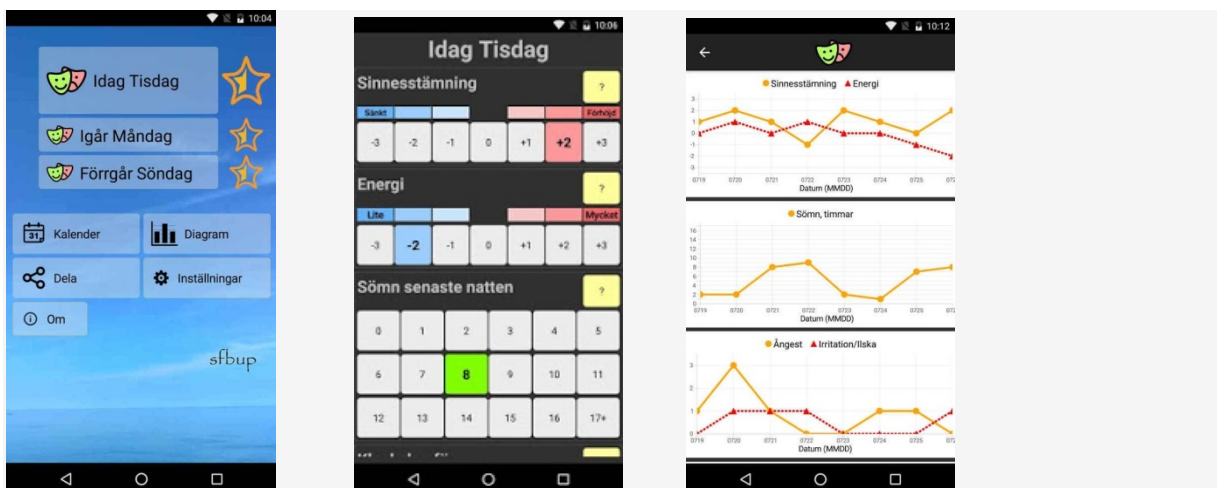 10:04
Idag Tisdag
Igår Måndag
Förrgår Söndag
31
Kalender
Diagram
Dela
Inställningar
Om
sfbup
10:06
Idag Tisdag
Sinnesstämning
?
Sänkt
Förhöjd
-3 -2 -1 0 +1 +2 +3
Energi
?
Lite
Mycket
-3 -2 -1 0 +1 +2 +3
Sömn senaste natten
?
0 1 2 3 4 5
6 7 8 9 10 11
12 13 14 15 16 17+
10:12
Sinnesstämning Energi
3
2
1
0
-1
-2
-3
0719 0720 0721 0722 0723 0724 0725 072
Datum (MMDD)
Sömn, timmar
16
14
12
10
8
6
4
2
0
0719 0720 0721 0722 0723 0724 0725 072
Datum (MMDD)
Ångest Irritation/Ilska
3
2
1
0
0719 0720 0721 0722 0723 0724 0725 072
Datum (MMDD)